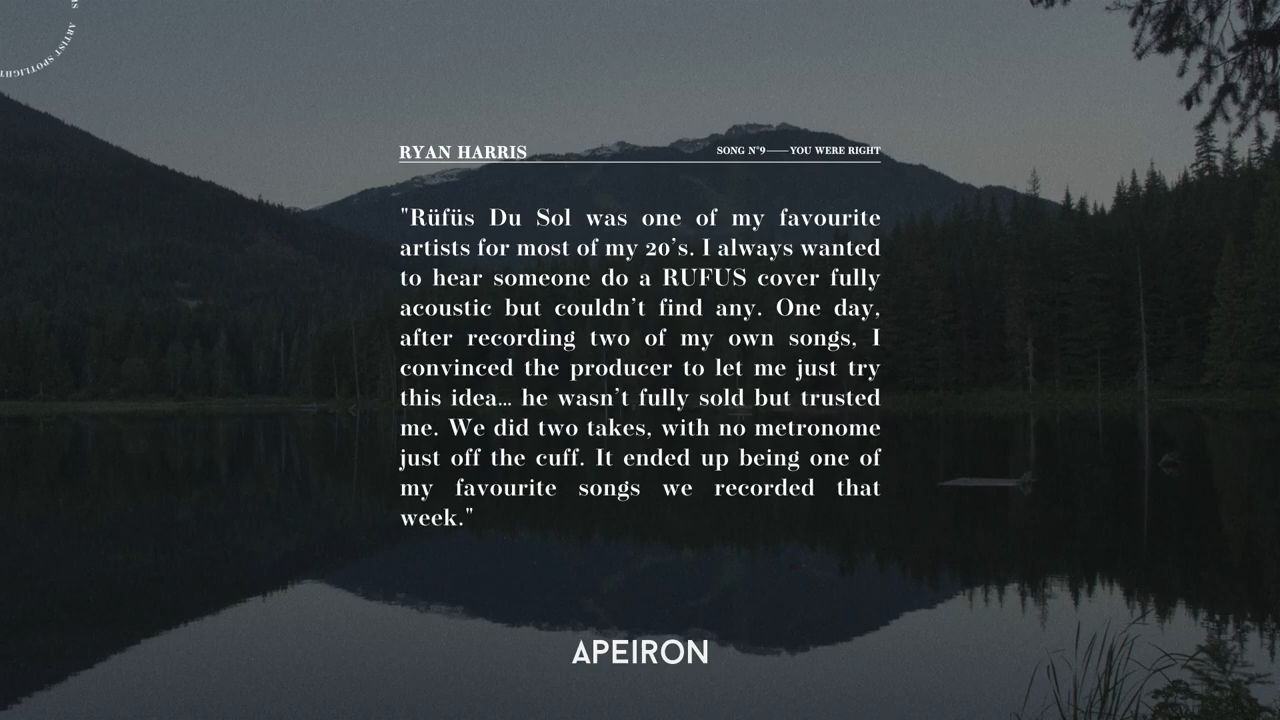 ARTIST SPOTLIGHT
RYAN HARRIS
SONG N°9——YOU WERE RIGHT
"Rüfüs Du Sol was one of my favourite
artists for most of my 20's. I always wanted
to hear someone do a RUFUS cover fully
acoustic but couldn't find any. One day,
after recording two of my own songs, I
convinced the producer to let me just try
this idea... he wasn't fully sold but trusted
me. We did two takes, with no metronome
just off the cuff. It ended up being one of
my favourite songs we recorded that
week."
APEIRON